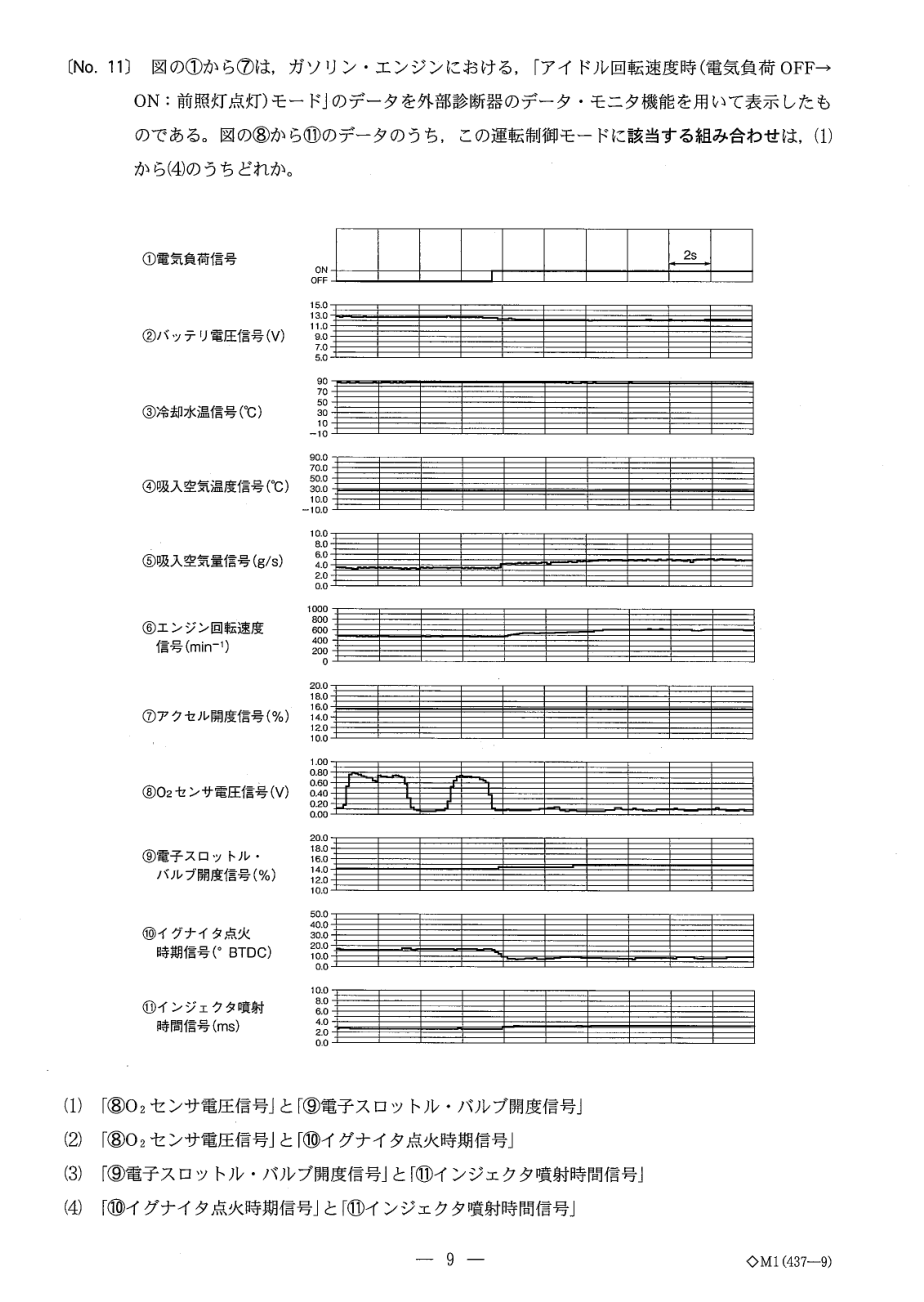 〔No. 11〕 図の①から⑦は，ガソリン・エンジンにおける，「アイドル回転速度時(電気負荷 OFF→
ON：前照灯点灯)モード」のデータを外部診断器のデータ・モニタ機能を用いて表示したも
のである。図の⑧から⑪のデータのうち，この運転制御モードに該当する組み合わせは，(1)
から(4)のうちどれか。
①電気負荷信号
ON
OFF
2s
②バッテリ電圧信号(V)
15.0
13.0
11.0
9.0
7.0
5.0
③冷却水温信号(℃)
90
70
50
30
10
−10
④吸入空気温度信号(℃)
90.0
70.0
50.0
30.0
10.0
−10.0
⑤吸入空気量信号(g/s)
10.0
8.0
6.0
4.0
2.0
0.0
⑥エンジン回転速度
信号(min⁻¹)
1000
800
600
400
200
0
⑦アクセル開度信号(%)
20.0
18.0
16.0
14.0
12.0
10.0
⑧O₂センサ電圧信号(V)
1.00
0.80
0.60
0.40
0.20
0.00
⑨電子スロットル・
バルブ開度信号(%)
20.0
18.0
16.0
14.0
12.0
10.0
⑩イグナイタ点火
時期信号(° BTDC)
50.0
40.0
30.0
20.0
10.0
0.0
⑪インジェクタ噴射
時間信号(ms)
10.0
8.0
6.0
4.0
2.0
0.0
(1) 「⑧O₂センサ電圧信号」と「⑨電子スロットル・バルブ開度信号」
(2) 「⑧O₂センサ電圧信号」と「⑩イグナイタ点火時期信号」
(3) 「⑨電子スロットル・バルブ開度信号」と「⑪インジェクタ噴射時間信号」
(4) 「⑩イグナイタ点火時期信号」と「⑪インジェクタ噴射時間信号」
— 9 —
◇M1(437—9)